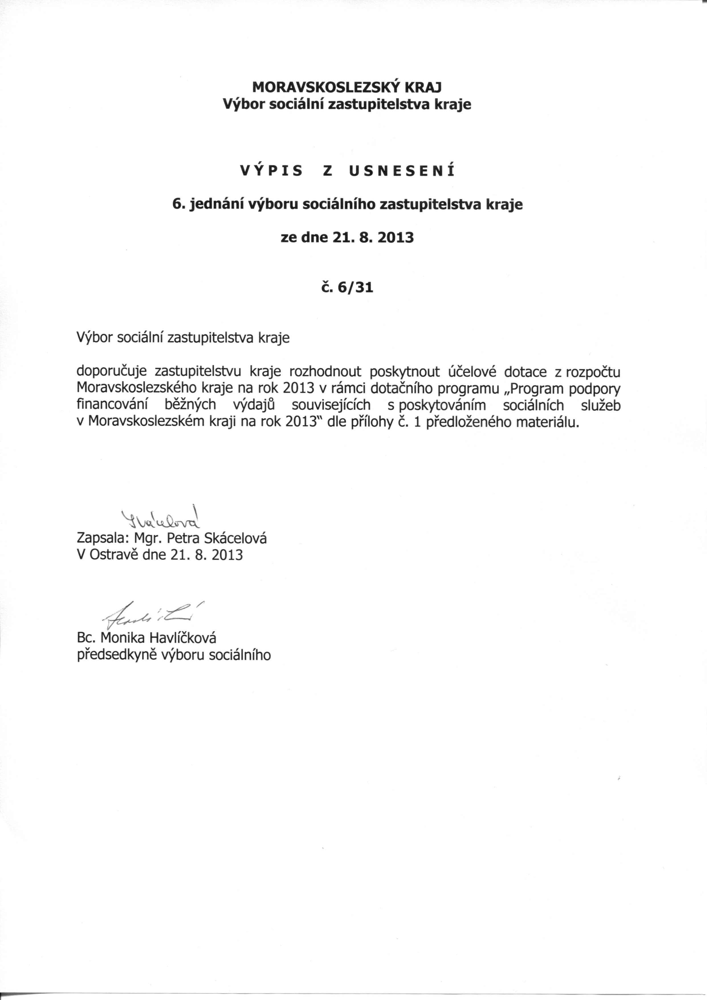 MORAVSKOSLEZSKÝ KRAJ
Výbor sociální zastupitelstva kraje
VÝPIS Z USNESENÍ
6. jednání výboru sociálního zastupitelstva kraje
ze dne 21. 8. 2013
č. 6/31
Výbor sociální zastupitelstva kraje
doporučuje zastupitelstvu kraje rozhodnout poskytnout účelové dotace z rozpočtu
Moravskoslezského kraje na rok 2013 v rámci dotačního programu „Program podpory
financování běžných výdajů souvisejících s poskytováním sociálních služeb
v Moravskoslezském kraji na rok 2013“ dle přílohy č. 1 předloženého materiálu.
Skácelová
Zapsala: Mgr. Petra Skácelová
V Ostravě dne 21. 8. 2013
Bc. Monika Havlíčková
předsedkyně výboru sociálního